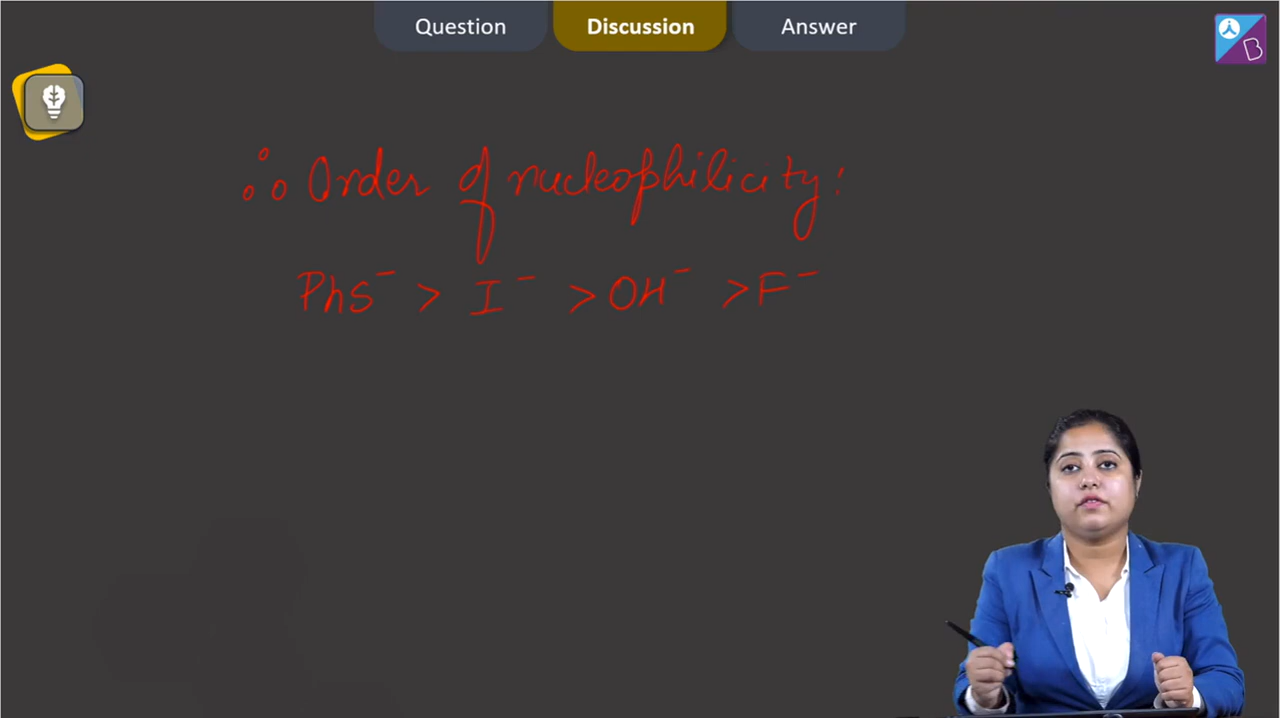 Question Discussion Answer
∴ Order of nucleophilicity:
PhS⁻ > I⁻ > OH⁻ > F⁻